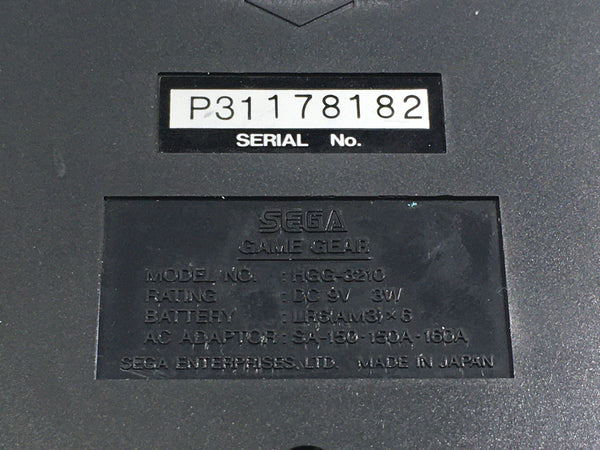 P31178182
SERIAL No.
SEGA
GAME GEAR
MODEL NO. : HGG-3210
RATING : DC 9V 3W
BATTERY : LR6(AM3)×6
AC ADAPTOR : SA-150・150A・160A
SEGA ENTERPRISES, LTD. MADE IN JAPAN